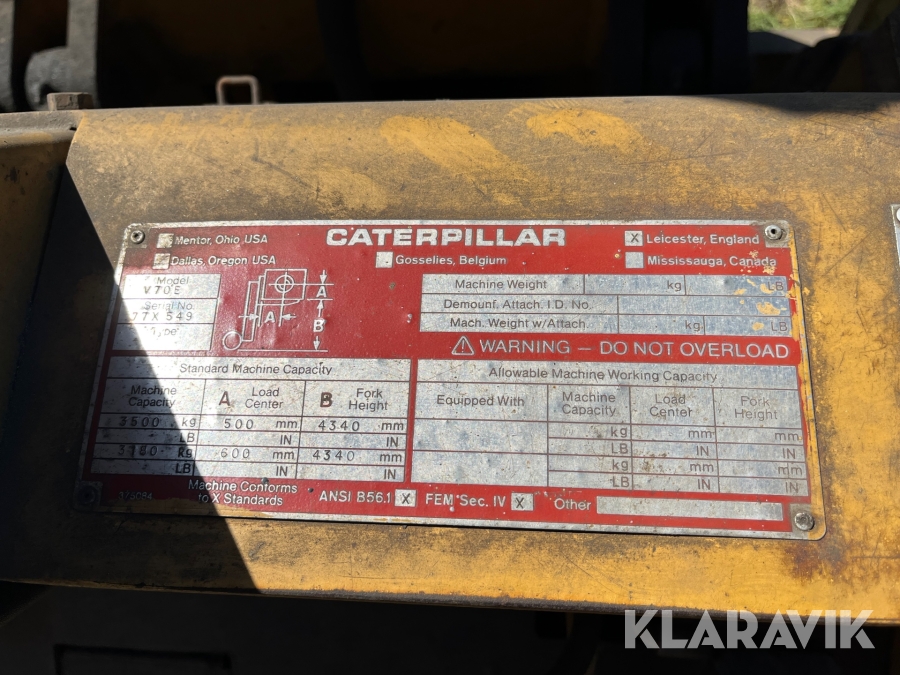 Mentor, Ohio USA CATERPILLAR X Leicester, England
Dallas, Oregon USA Gosselies, Belgium Mississauga, Canada
Model
V70E
Serial No
77X 549
Type
A
A
B
Machine Weight kg LB
Demount. Attach. I.D. No.
Mach. Weight w/Attach. kg LB
WARNING — DO NOT OVERLOAD
Standard Machine Capacity
Machine Capacity A Load Center B Fork Height
3500 kg 500 mm 4340 mm
LB IN IN
kg 600 mm 4340 mm
LB IN IN
Allowable Machine Working Capacity
Equipped With Machine Capacity Load Center Fork Height
kg mm mm
LB IN IN
kg mm mm
LB IN IN
Machine Conforms
to X Standards ANSI B56.1 X FEM Sec. IV X Other
KLARAVIK